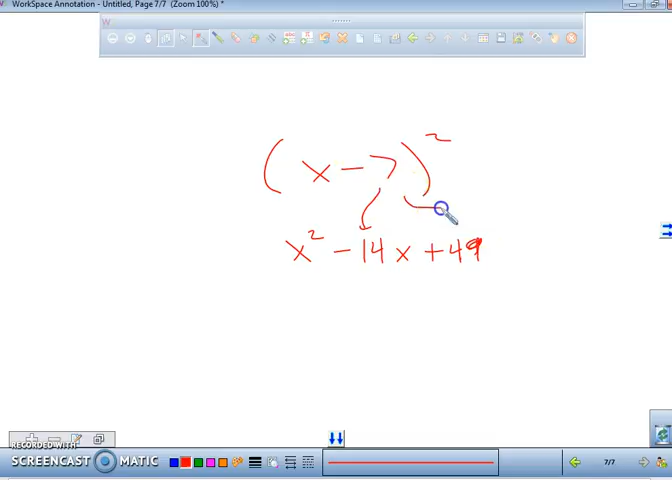 WorkSpace Annotation - Untitled, Page 7/7 (Zoom 100%) *
(x - 7)²
x² - 14x + 49
RECORDED WITH
SCREENCAST MATIC
7/7